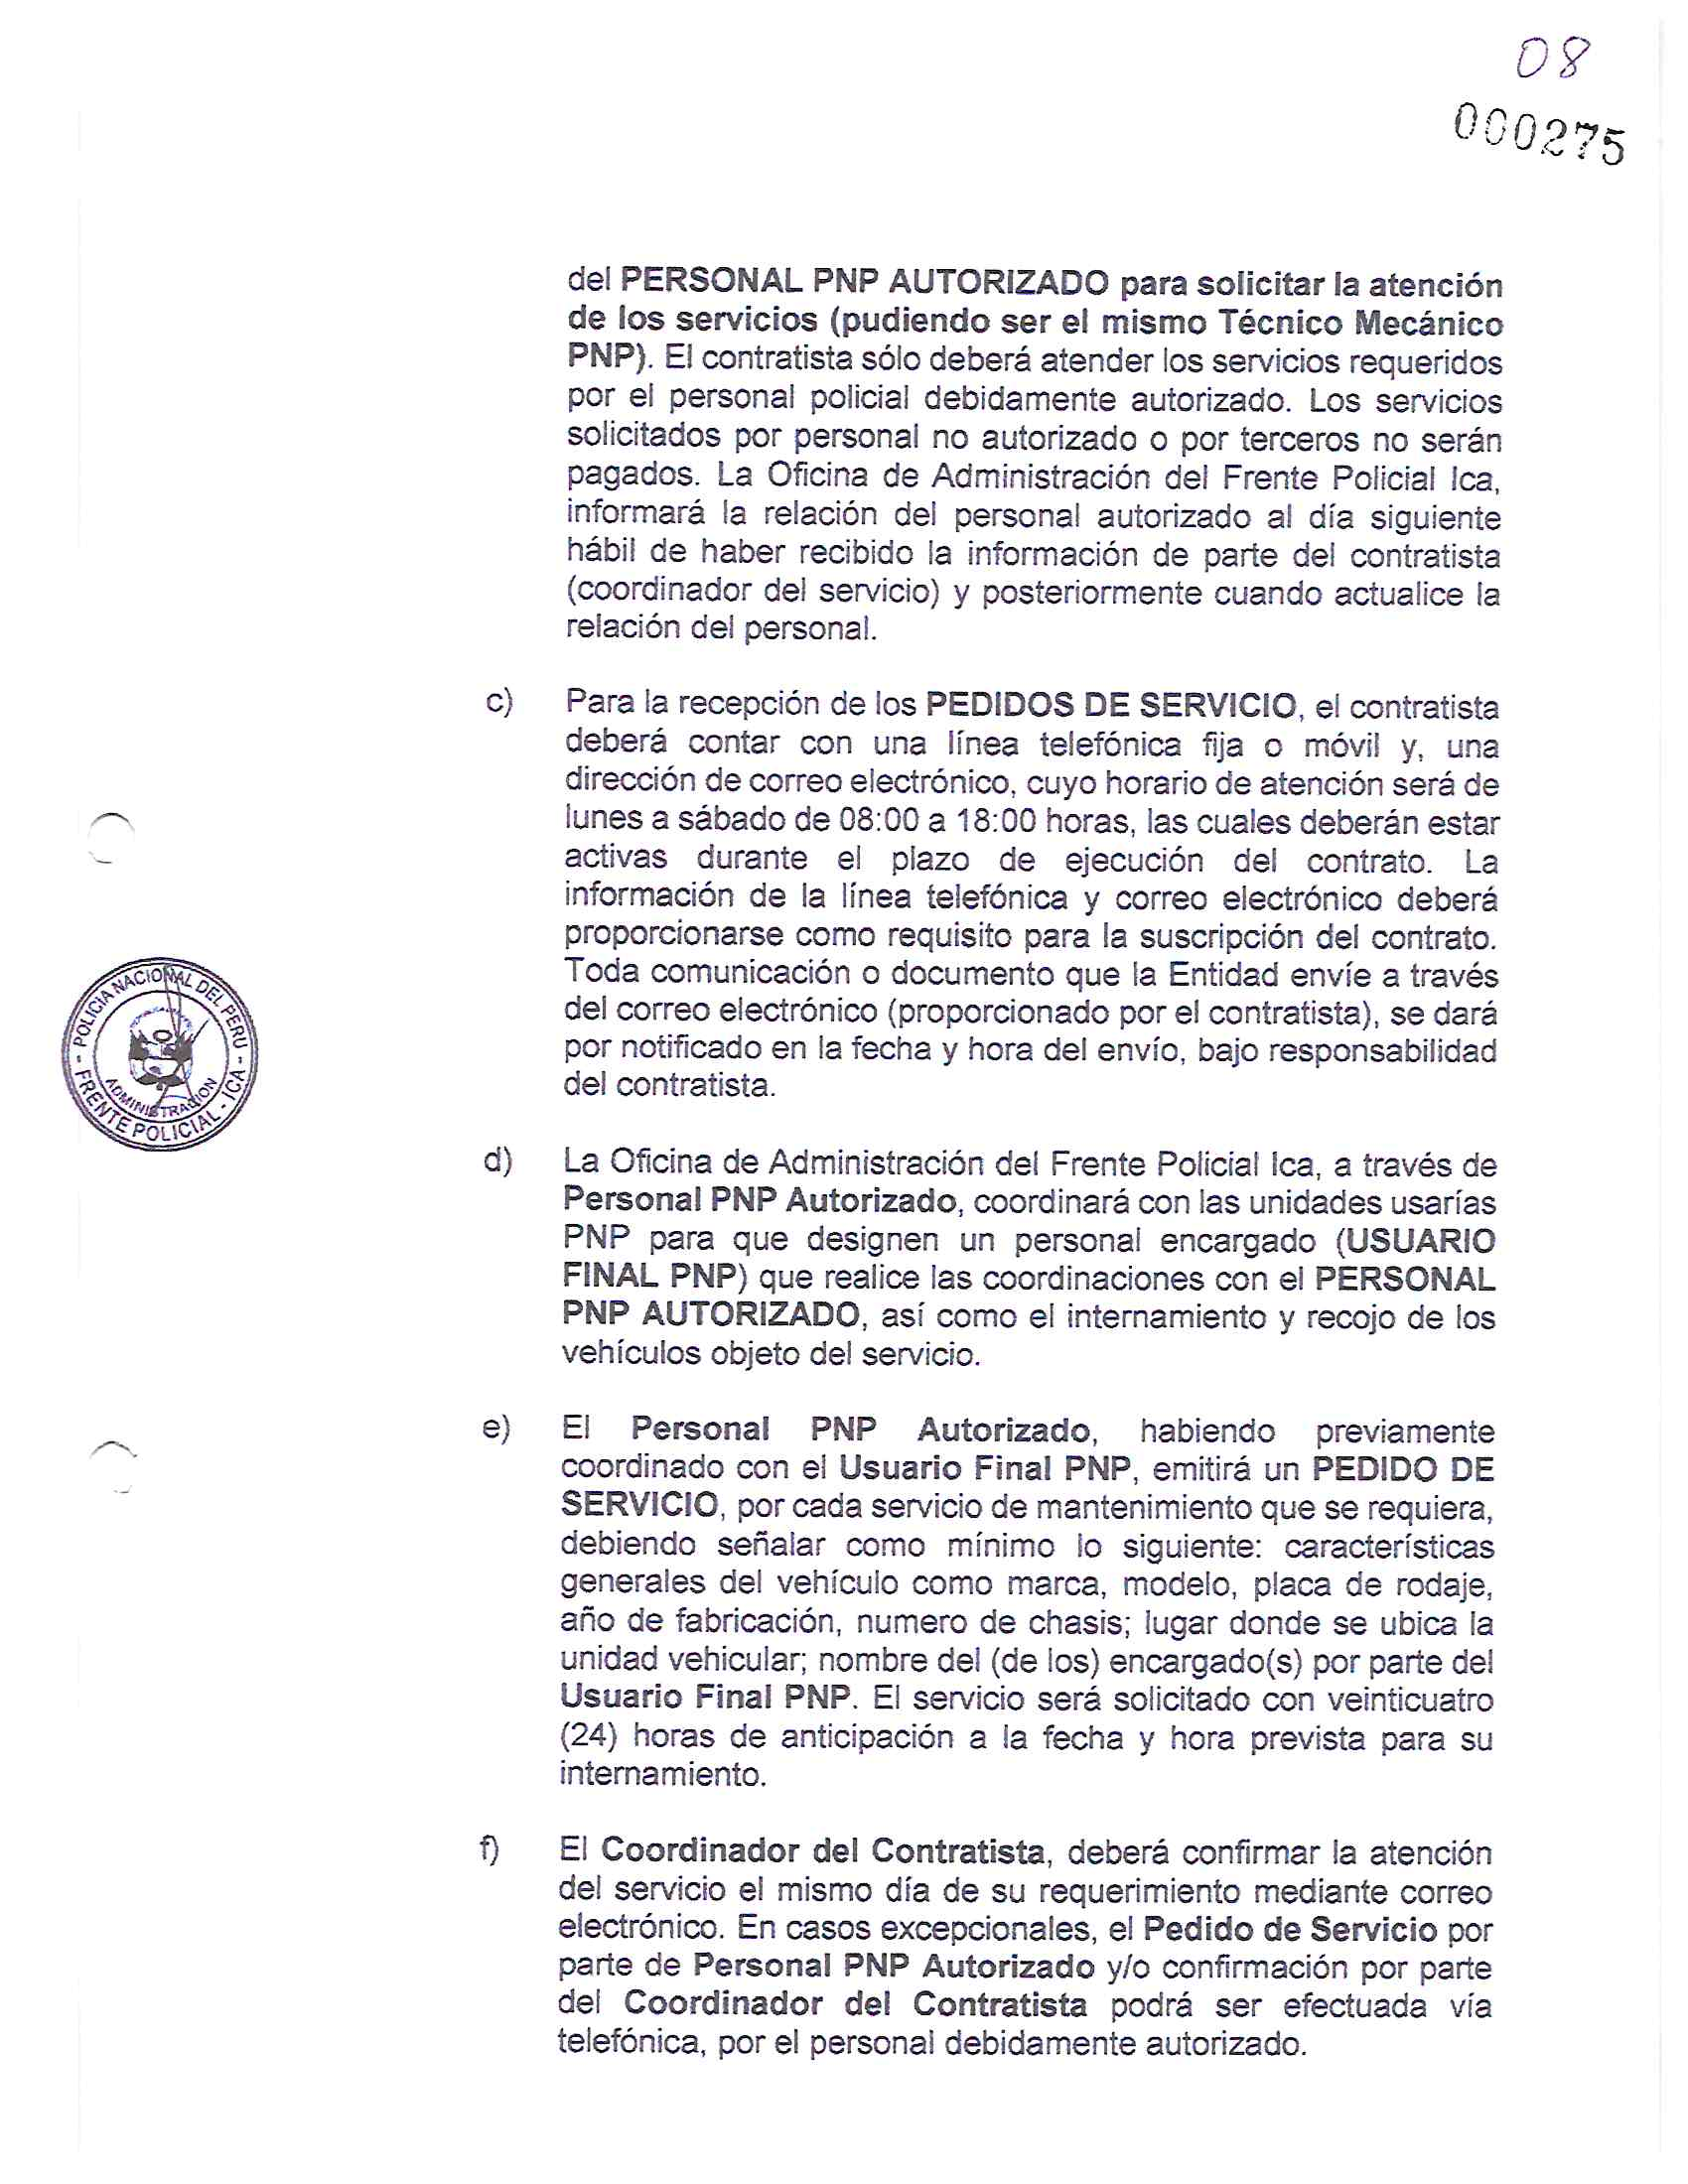 08
000275
del PERSONAL PNP AUTORIZADO para solicitar la atención
de los servicios (pudiendo ser el mismo Técnico Mecánico
PNP). El contratista sólo deberá atender los servicios requeridos
por el personal policial debidamente autorizado. Los servicios
solicitados por personal no autorizado o por terceros no serán
pagados. La Oficina de Administración del Frente Policial Ica,
informará la relación del personal autorizado al día siguiente
hábil de haber recibido la información de parte del contratista
(coordinador del servicio) y posteriormente cuando actualice la
relación del personal.
c) Para la recepción de los PEDIDOS DE SERVICIO, el contratista
deberá contar con una línea telefónica fija o móvil y, una
dirección de correo electrónico, cuyo horario de atención será de
lunes a sábado de 08:00 a 18:00 horas, las cuales deberán estar
activas durante el plazo de ejecución del contrato. La
información de la línea telefónica y correo electrónico deberá
proporcionarse como requisito para la suscripción del contrato.
Toda comunicación o documento que la Entidad envíe a través
del correo electrónico (proporcionado por el contratista), se dará
por notificado en la fecha y hora del envío, bajo responsabilidad
del contratista.
POLICIA NACIONAL DEL PERU
ADMINISTRACION
- FRENTE POLICIAL - ICA -
d) La Oficina de Administración del Frente Policial Ica, a través de
Personal PNP Autorizado, coordinará con las unidades usarías
PNP para que designen un personal encargado (USUARIO
FINAL PNP) que realice las coordinaciones con el PERSONAL
PNP AUTORIZADO, así como el internamiento y recojo de los
vehículos objeto del servicio.
e) El Personal PNP Autorizado, habiendo previamente
coordinado con el Usuario Final PNP, emitirá un PEDIDO DE
SERVICIO, por cada servicio de mantenimiento que se requiera,
debiendo señalar como mínimo lo siguiente: características
generales del vehículo como marca, modelo, placa de rodaje,
año de fabricación, numero de chasis; lugar donde se ubica la
unidad vehicular; nombre del (de los) encargado(s) por parte del
Usuario Final PNP. El servicio será solicitado con veinticuatro
(24) horas de anticipación a la fecha y hora prevista para su
internamiento.
f) El Coordinador del Contratista, deberá confirmar la atención
del servicio el mismo día de su requerimiento mediante correo
electrónico. En casos excepcionales, el Pedido de Servicio por
parte de Personal PNP Autorizado y/o confirmación por parte
del Coordinador del Contratista podrá ser efectuada vía
telefónica, por el personal debidamente autorizado.